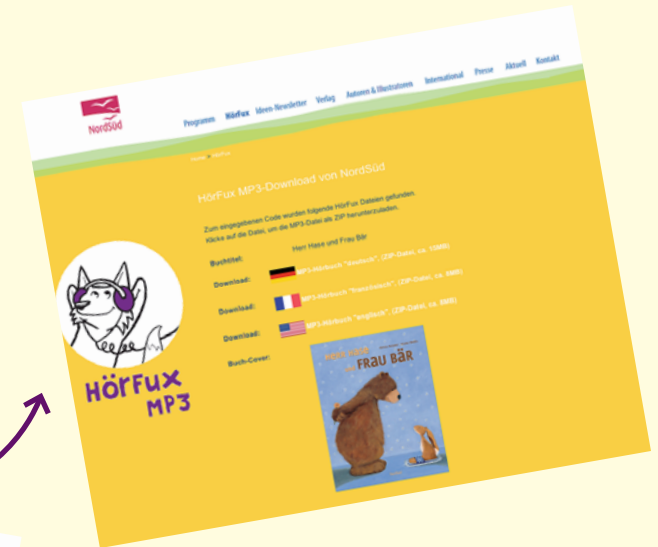 NordSüd
Programm HörFux Ideen-Newsletter Verlag Autoren & Illustratoren International Presse Aktuell Kontakt
HörFux MP3-Download von NordSüd
Zum eingegebenen Code wurden folgende HörFux Dateien gefunden.
Klicke auf die Datei, um die MP3-Datei als ZIP herunterzuladen.
Buchtitel: Herr Hase und Frau Bär
Download: MP3-Hörbuch "deutsch", (ZIP-Datei, ca. 10MB)
Download: MP3-Hörbuch "französisch", (ZIP-Datei, ca. 9MB)
Download: MP3-Hörbuch "englisch", (ZIP-Datei, ca. 8MB)
Buch-Cover:
FRAU BÄR
HÖRFUX
MP3